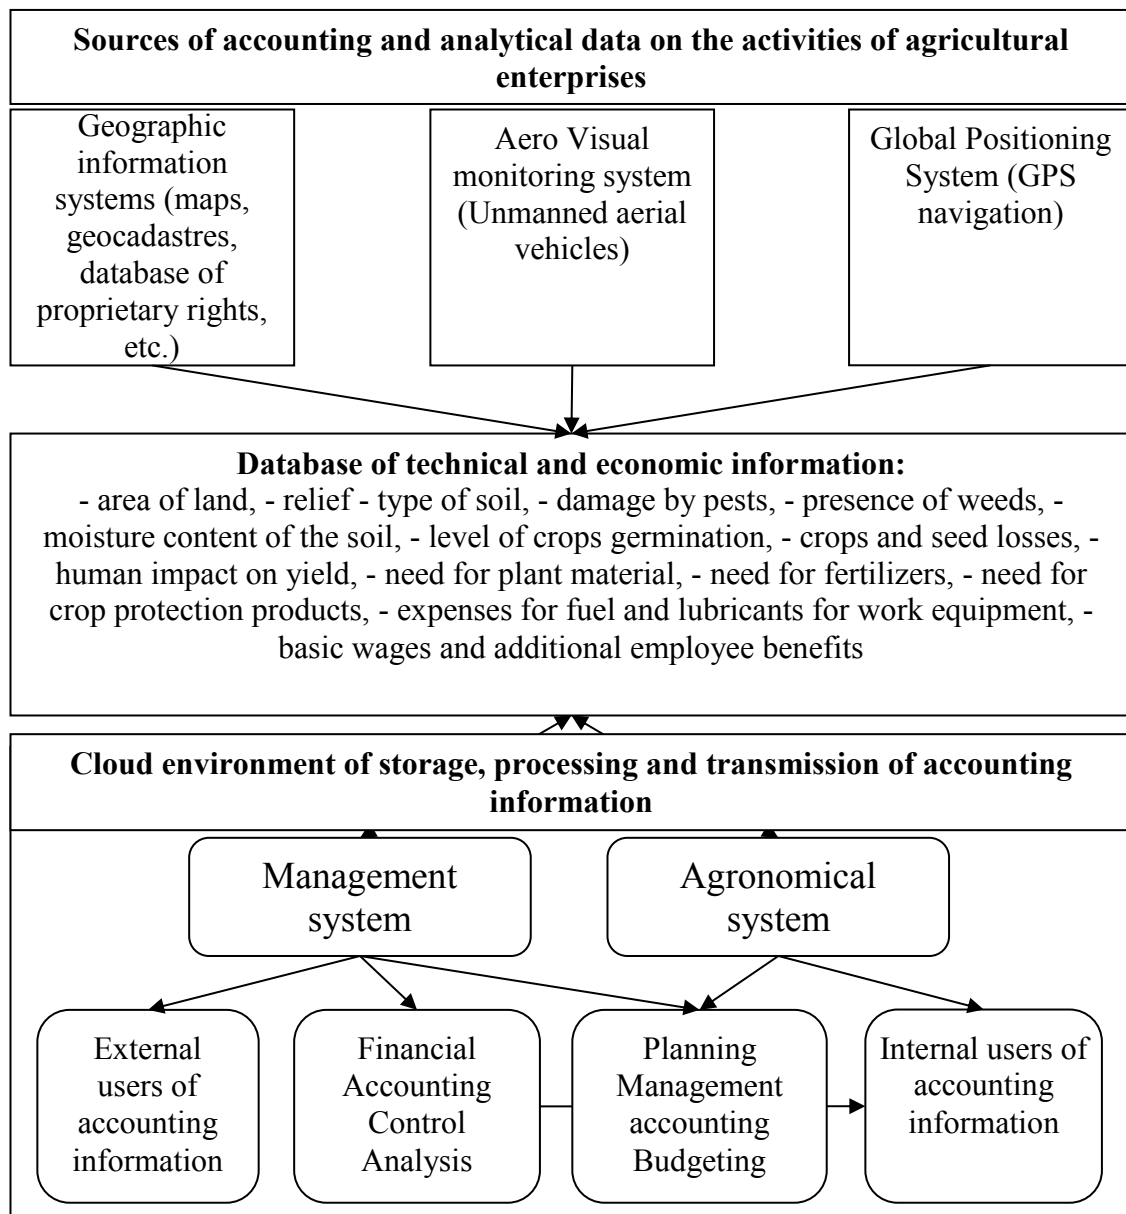 Sources of accounting and analytical data on the activities of agricultural
enterprises
Geographic
information
systems (maps,
geocadastres,
database of
proprietary rights,
etc.)
Aero Visual
monitoring system
(Unmanned aerial
vehicles)
Global Positioning
System (GPS
navigation)
Database of technical and economic information:
- area of land, - relief - type of soil, - damage by pests, - presence of weeds, -
moisture content of the soil, - level of crops germination, - crops and seed losses, -
human impact on yield, - need for plant material, - need for fertilizers, - need for
crop protection products, - expenses for fuel and lubricants for work equipment, -
basic wages and additional employee benefits
Cloud environment of storage, processing and transmission of accounting
information
Management
system
Agronomical
system
External
users of
accounting
information
Financial
Accounting
Control
Analysis
Planning
Management
accounting
Budgeting
Internal users of
accounting
information